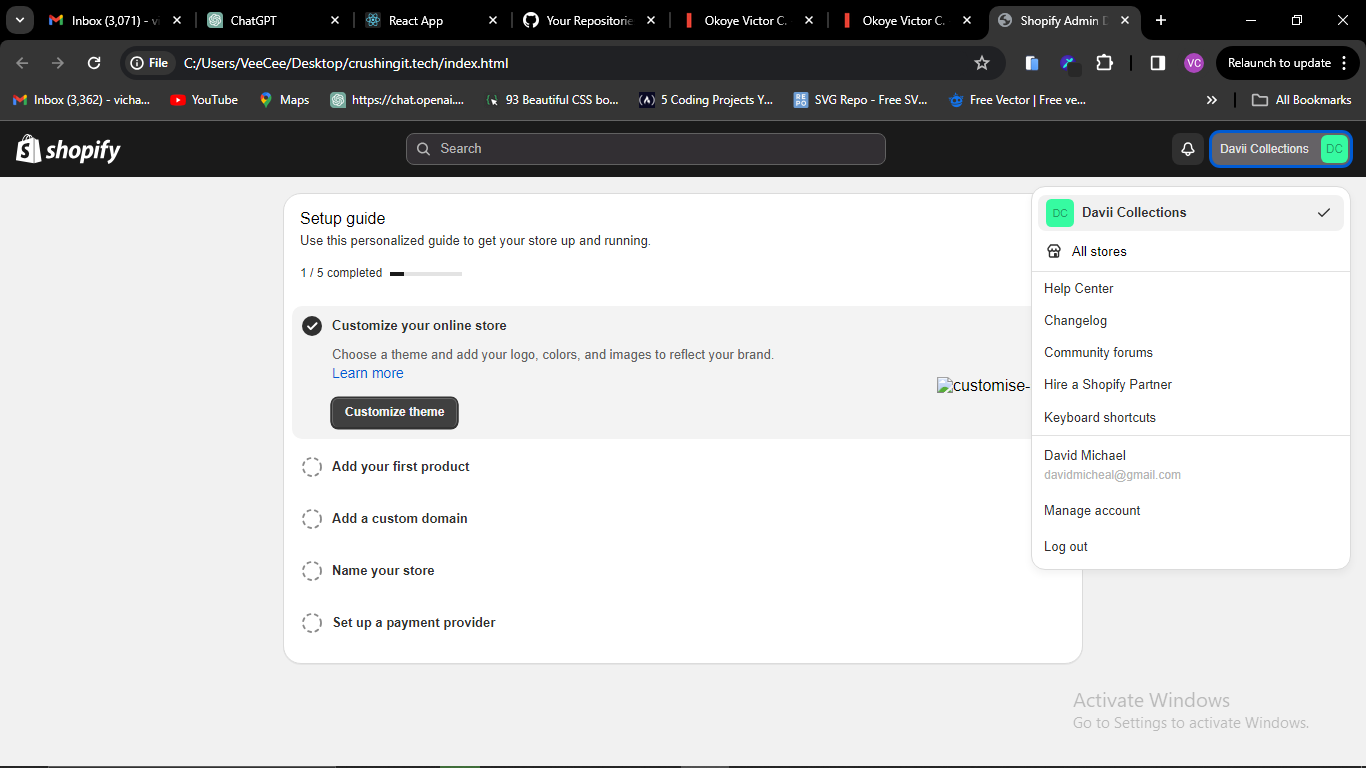 Inbox (3,071) - vi
ChatGPT
React App
Your Repositorie
Okoye Victor C.
Okoye Victor C.
Shopify Admin D
File
C:/Users/VeeCee/Desktop/crushingit.tech/index.html
VC
Relaunch to update
Inbox (3,362) - vicha...
YouTube
Maps
https://chat.openai....
93 Beautiful CSS bo...
5 Coding Projects Y...
SVG Repo - Free SV...
Free Vector | Free ve...
All Bookmarks
shopify
Search
Davii Collections
DC
Setup guide
Use this personalized guide to get your store up and running.
1 / 5 completed
Customize your online store
Choose a theme and add your logo, colors, and images to reflect your brand.
Learn more
customise-
Customize theme
Add your first product
Add a custom domain
Name your store
Set up a payment provider
DC
Davii Collections
All stores
Help Center
Changelog
Community forums
Hire a Shopify Partner
Keyboard shortcuts
David Michael
davidmicheal@gmail.com
Manage account
Log out
Activate Windows
Go to Settings to activate Windows.